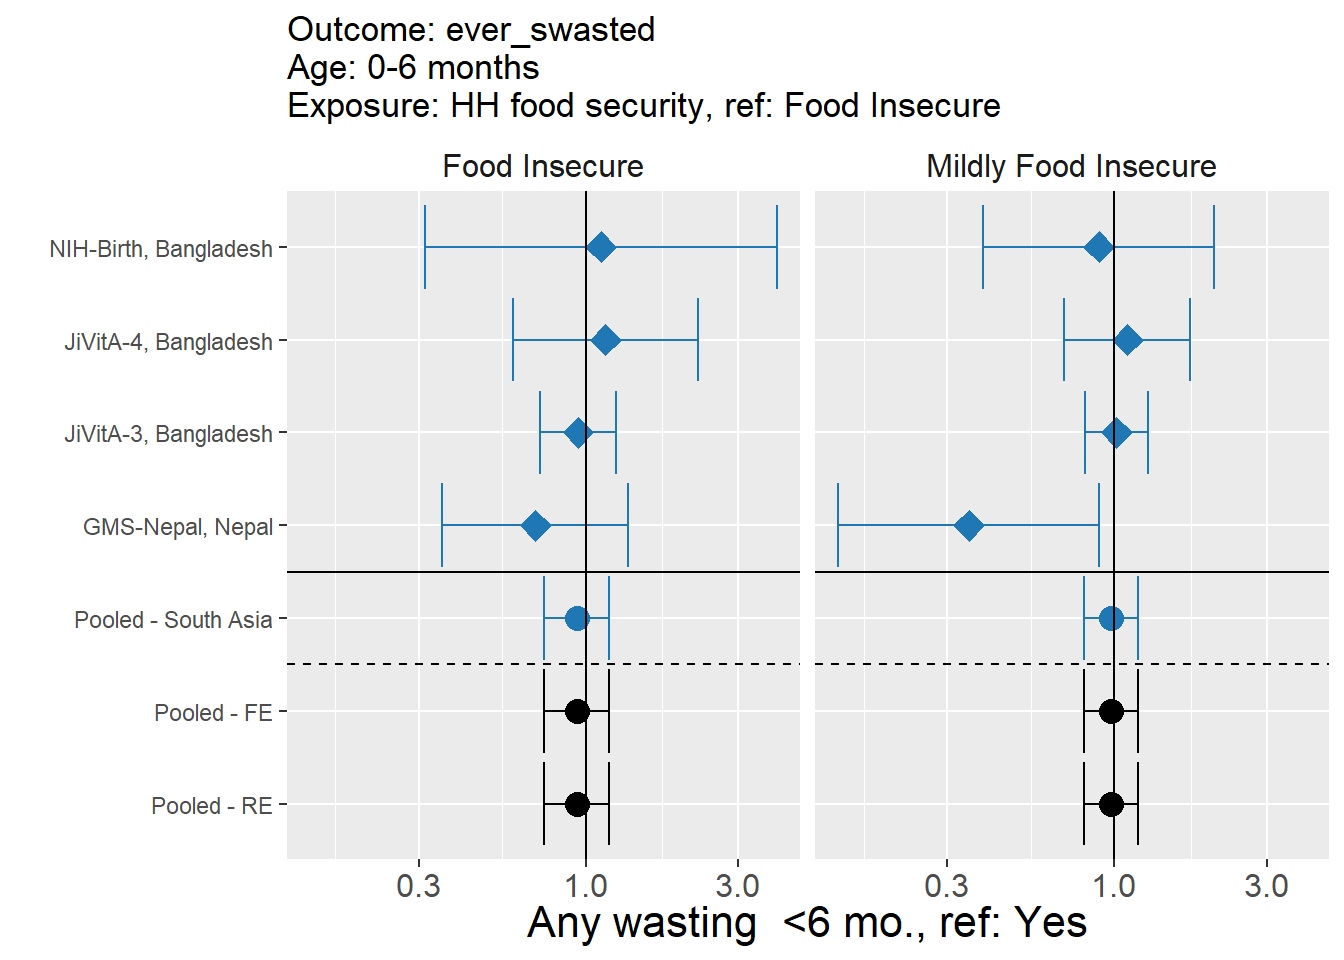 Outcome: ever_swasted
Age: 0-6 months
Exposure: HH food security, ref: Food Insecure
Food Insecure
Mildly Food Insecure
NIH-Birth, Bangladesh
JiVitA-4, Bangladesh
JiVitA-3, Bangladesh
GMS-Nepal, Nepal
Pooled - South Asia
Pooled - FE
Pooled - RE
0.3 1.0 3.0 0.3 1.0 3.0
Any wasting  <6 mo., ref: Yes